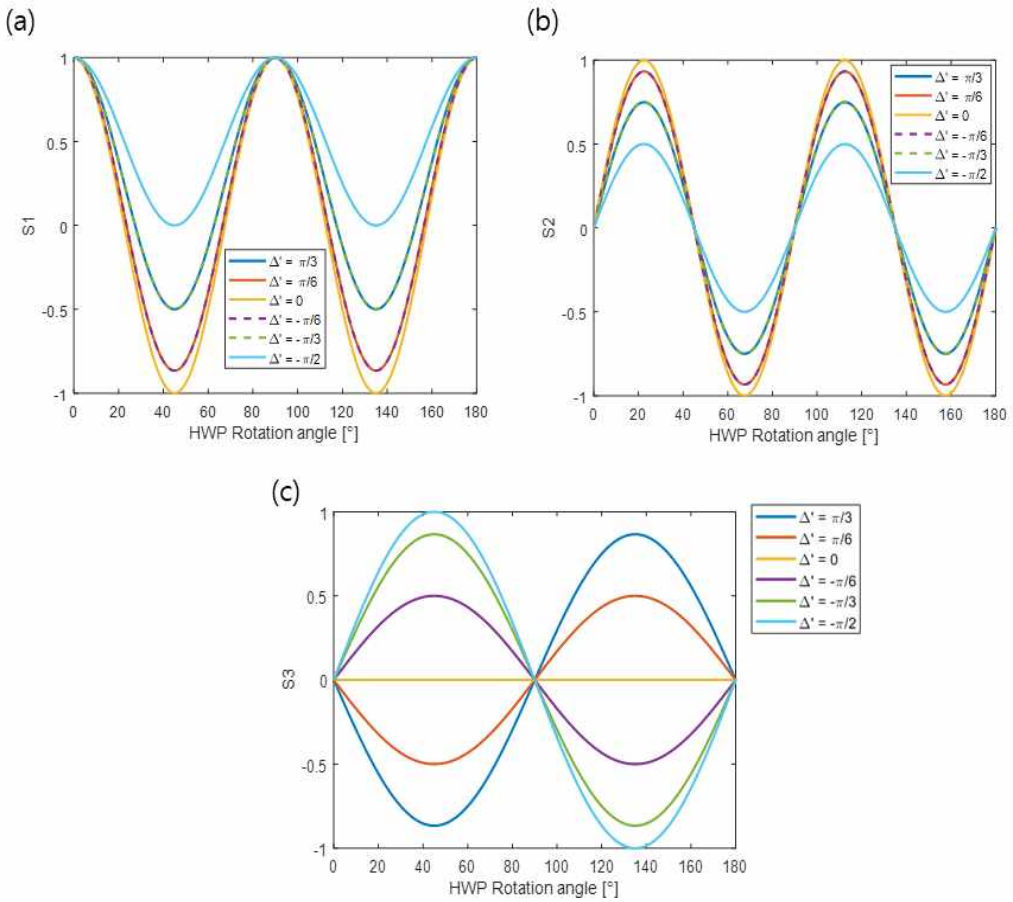 (a)
1
0.5
0
-0.5
-1
S1
Δ' = π/3
Δ' = π/6
Δ' = 0
Δ' = -π/6
Δ' = -π/3
Δ' = -π/2
0 20 40 60 80 100 120 140 160 180
HWP Rotation angle [°]
(b)
1
0.5
0
-0.5
-1
S2
Δ' = π/3
Δ' = π/6
Δ' = 0
Δ' = -π/6
Δ' = -π/3
Δ' = -π/2
0 20 40 60 80 100 120 140 160 180
HWP Rotation angle [°]
(c)
1
0.5
0
-0.5
-1
S3
Δ' = π/3
Δ' = π/6
Δ' = 0
Δ' = -π/6
Δ' = -π/3
Δ' = -π/2
0 20 40 60 80 100 120 140 160 180
HWP Rotation angle [°]